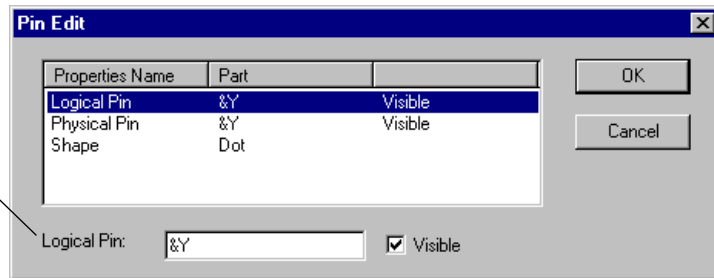 Pin Edit
Properties Name Part
Logical Pin &Y Visible
Physical Pin &Y Visible
Shape Dot
OK
Cancel
Logical Pin: &Y Visible